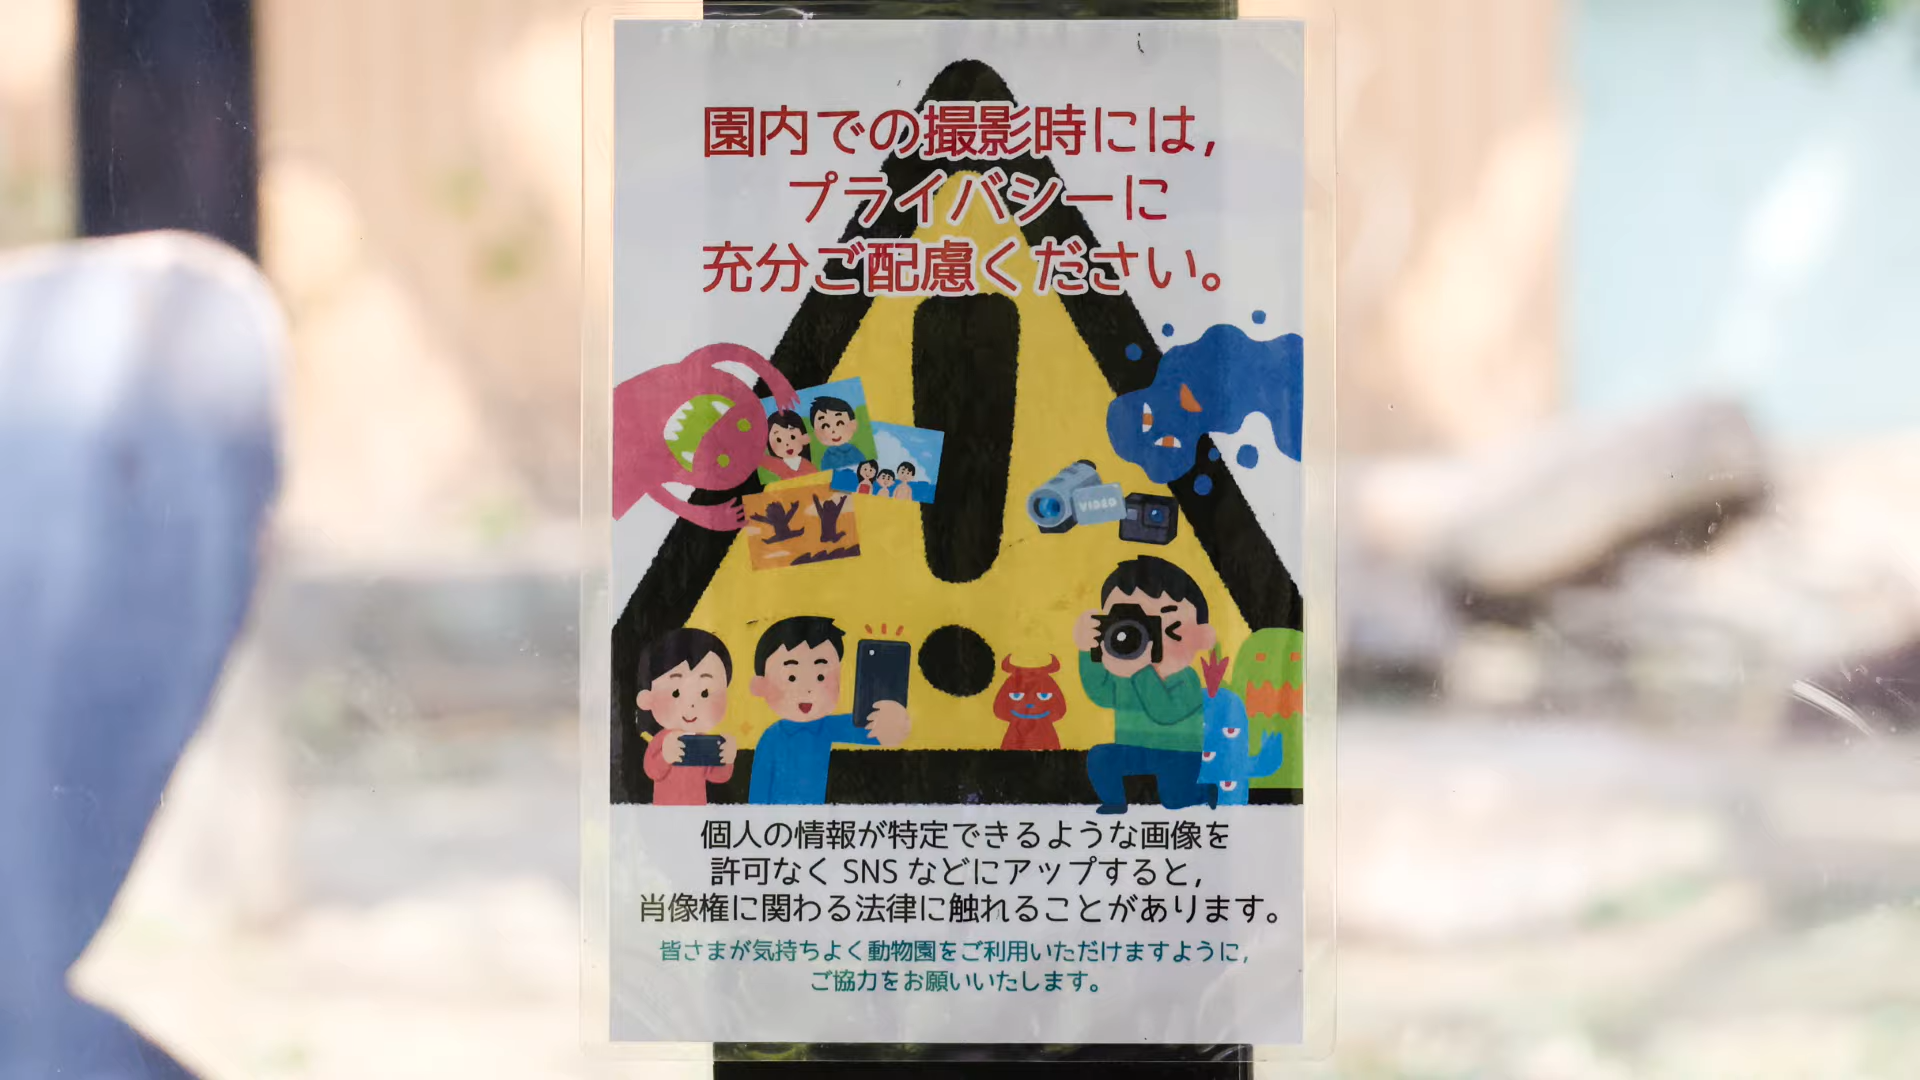 園内での撮影時には,
プライバシーに
充分ご配慮ください。
VIDEO
個人の情報が特定できるような画像を
許可なく SNS などにアップすると,
肖像権に関わる法律に触れることがあります。
皆さまが気持ちよく動物園をご利用いただけますように,
ご協力をお願いいたします。